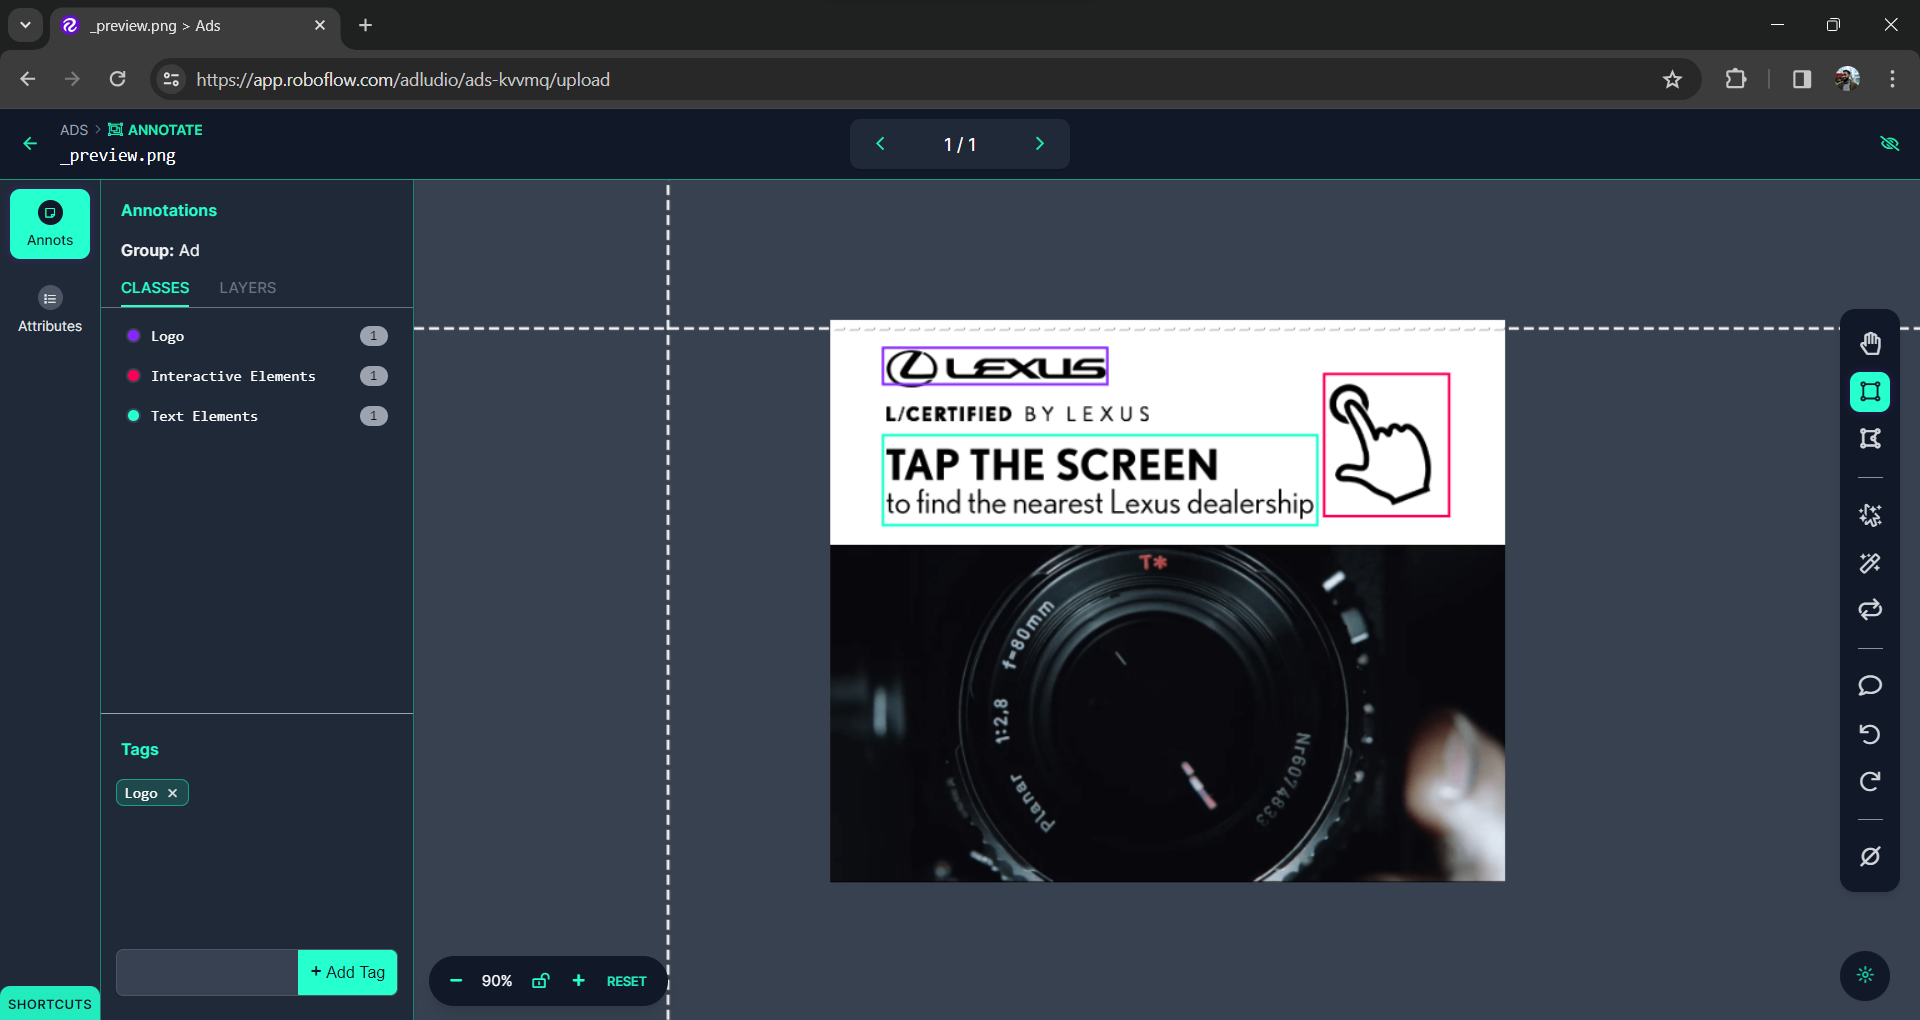 _preview.png > Ads
https://app.roboflow.com/adludio/ads-kvvmq/upload
ADS > ANNOTATE
_preview.png
1 / 1
Annots
Attributes
Annotations
Group: Ad
CLASSES LAYERS
Logo 1
Interactive Elements 1
Text Elements 1
LEXUS
L/CERTIFIED BY LEXUS
TAP THE SCREEN
to find the nearest Lexus dealership
T*
f=80mm
1:2,8
Planar
Nr6074833
Tags
Logo ×
+ Add Tag
90% RESET
SHORTCUTS